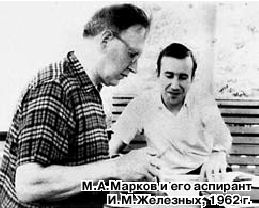 М.А.Марков и его аспирант
И.М.Железных, 1962 г.